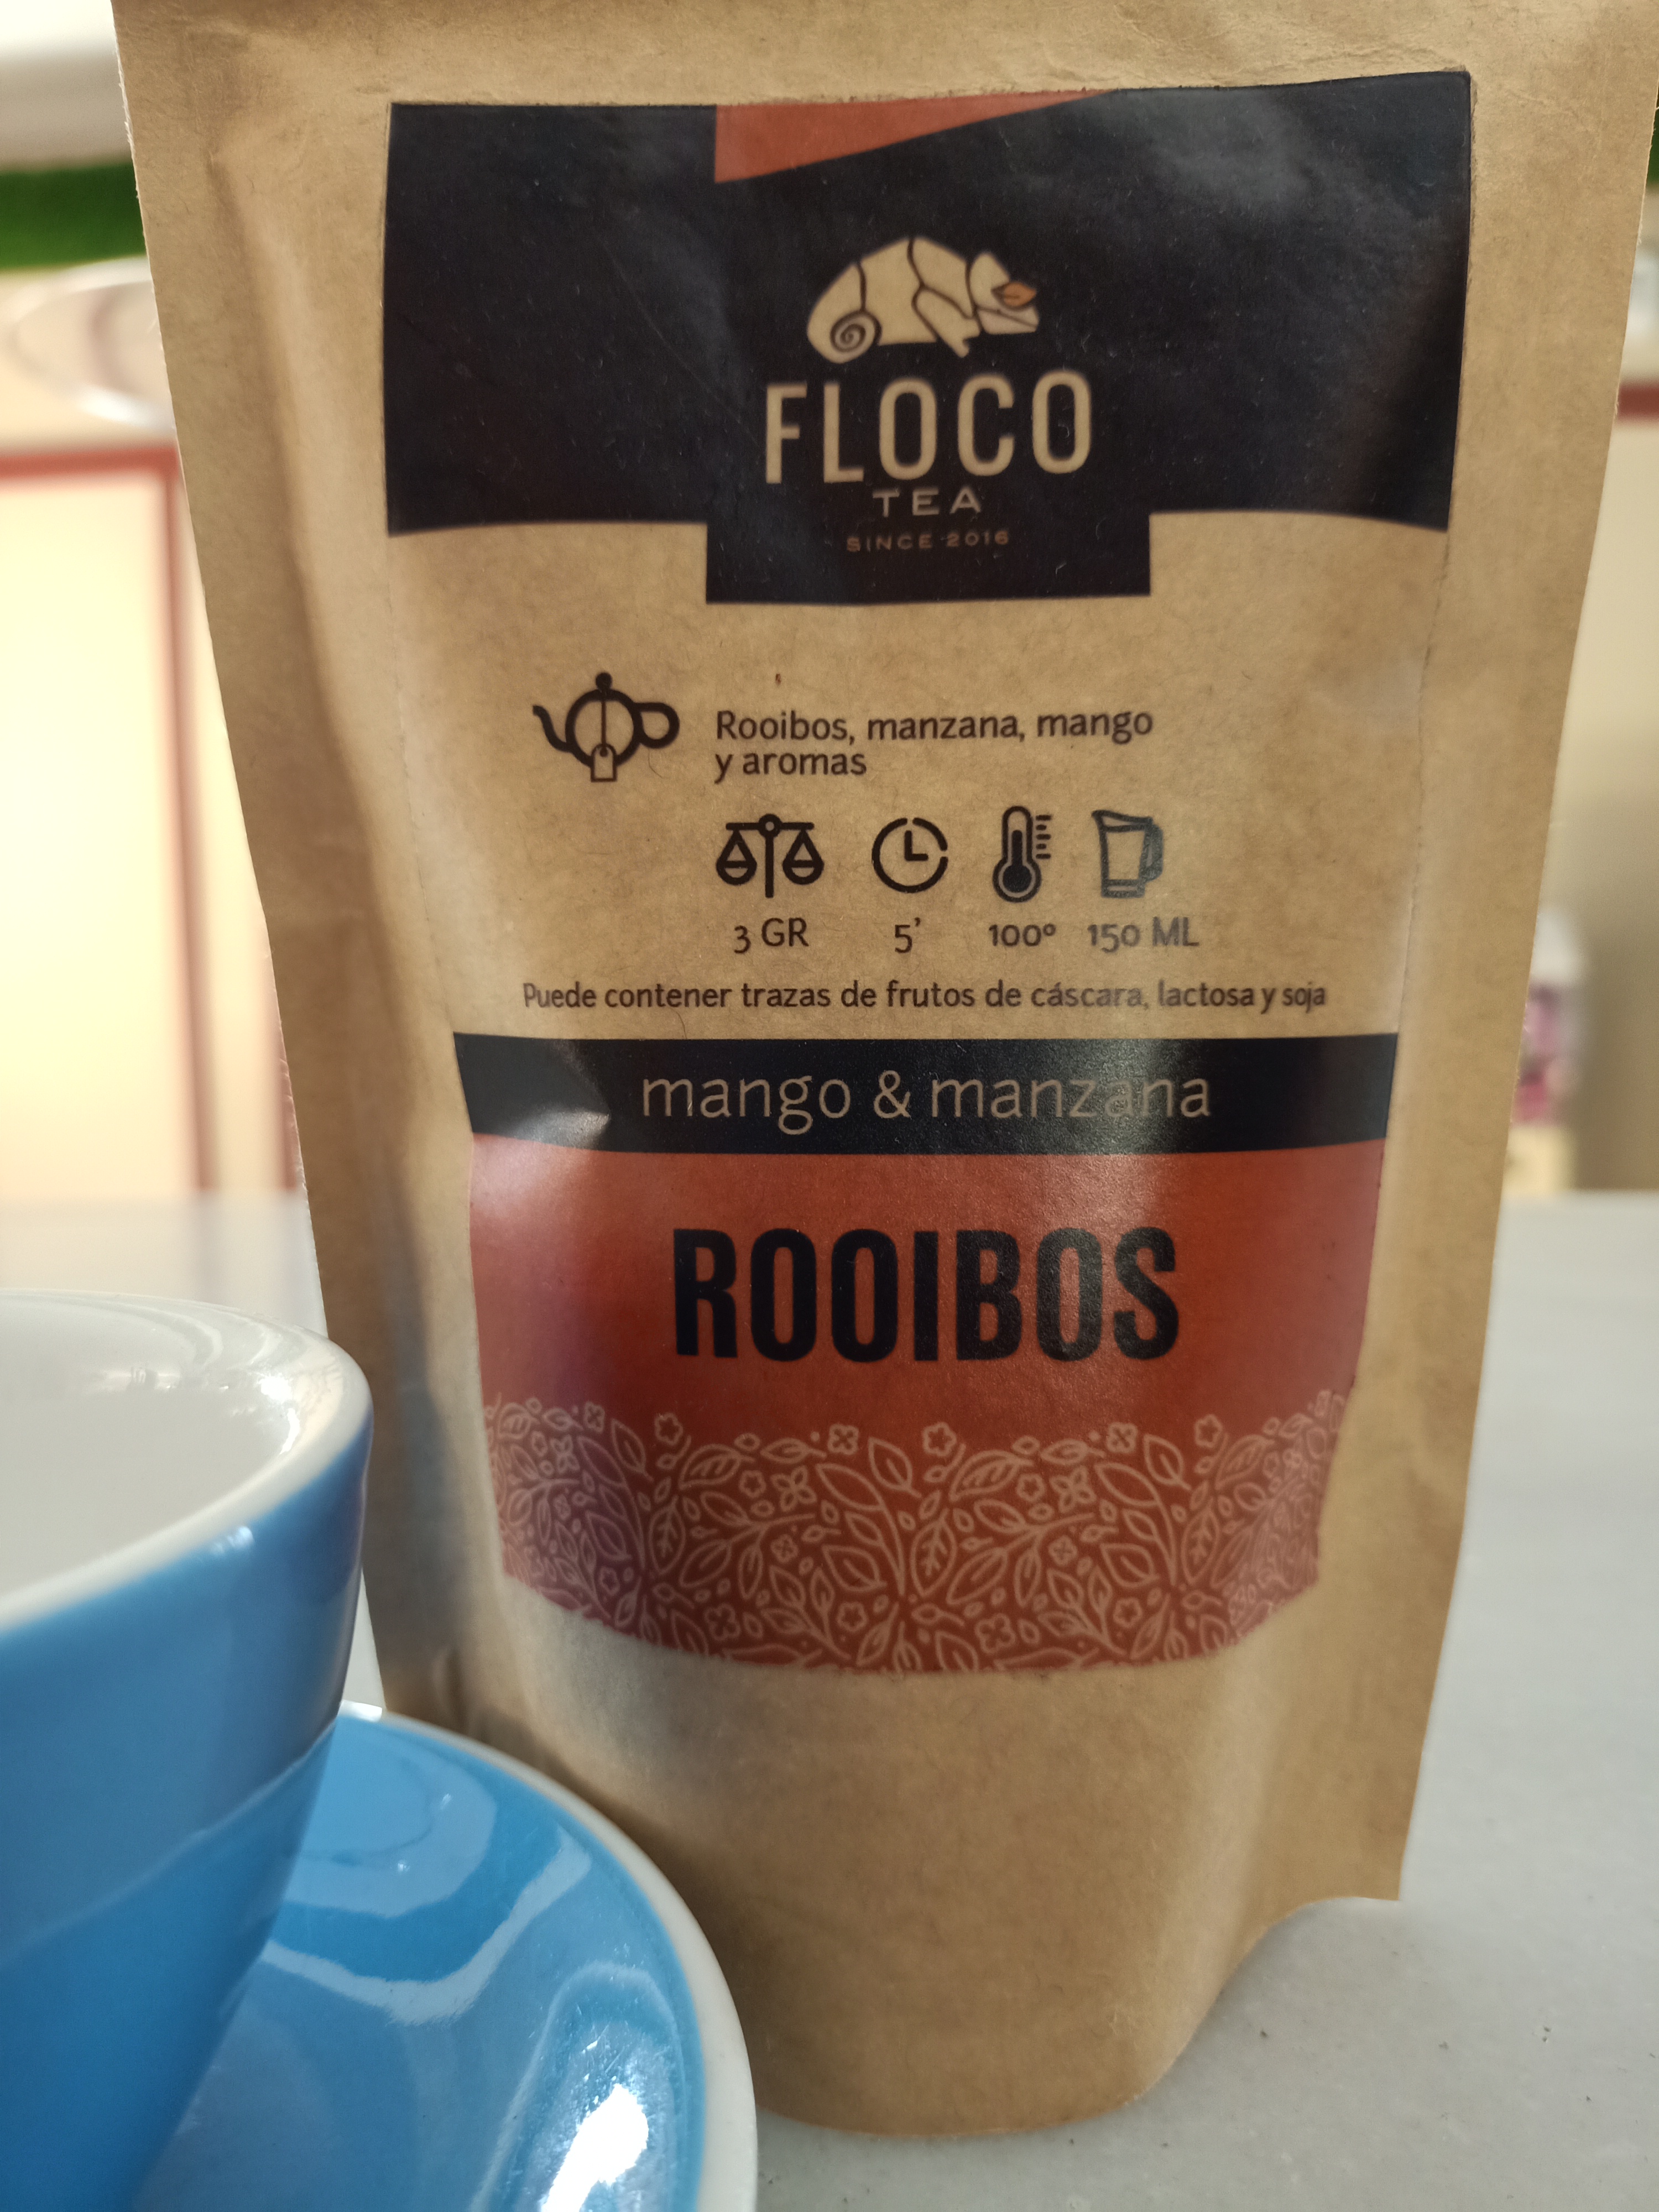 FLOCO
TEA
SINCE 2016
Rooibos, manzana, mango
y aromas
3 GR 5’ 100º 150 ML
Puede contener trazas de frutos de cáscara, lactosa y soja
mango & manzana
ROOIBOS